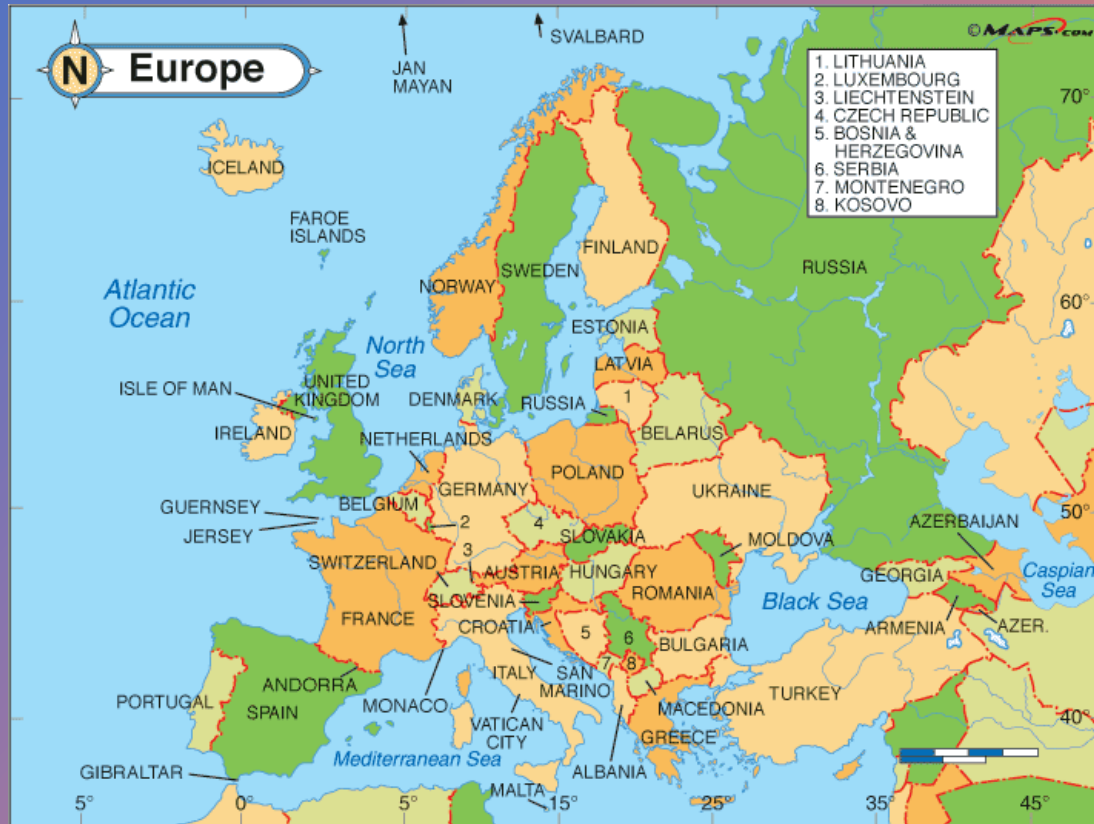 SVALBARD
©MAPS.COM
N Europe
JAN
MAYAN
1. LITHUANIA
2. LUXEMBOURG
3. LIECHTENSTEIN
4. CZECH REPUBLIC
5. BOSNIA &
HERZEGOVINA
6. SERBIA
7. MONTENEGRO
8. KOSOVO
70°
ICELAND
FAROE
ISLANDS
FINLAND
SWEDEN
RUSSIA
NORWAY
Atlantic
Ocean
60°
ESTONIA
North
Sea
LATVIA
ISLE OF MAN
UNITED
KINGDOM
DENMARK
RUSSIA
1
IRELAND
NETHERLANDS
BELARUS
POLAND
GERMANY
UKRAINE
BELGIUM
GUERNSEY
JERSEY
2
4
50°
AZERBAIJAN
SLOVAKIA
MOLDOVA
3
SWITZERLAND
AUSTRIA
HUNGARY
GEORGIA
Caspian
Sea
ROMANIA
SLOVENIA
Black Sea
FRANCE
CROATIA
5
6
ARMENIA
AZER.
BULGARIA
7
8
ITALY
SAN
MARINO
ANDORRA
PORTUGAL
SPAIN
MONACO
TURKEY
MACEDONIA
VATICAN
CITY
40°
GREECE
Mediterranean Sea
GIBRALTAR
ALBANIA
MALTA
5°
0°
5°
15°
25°
35°
45°